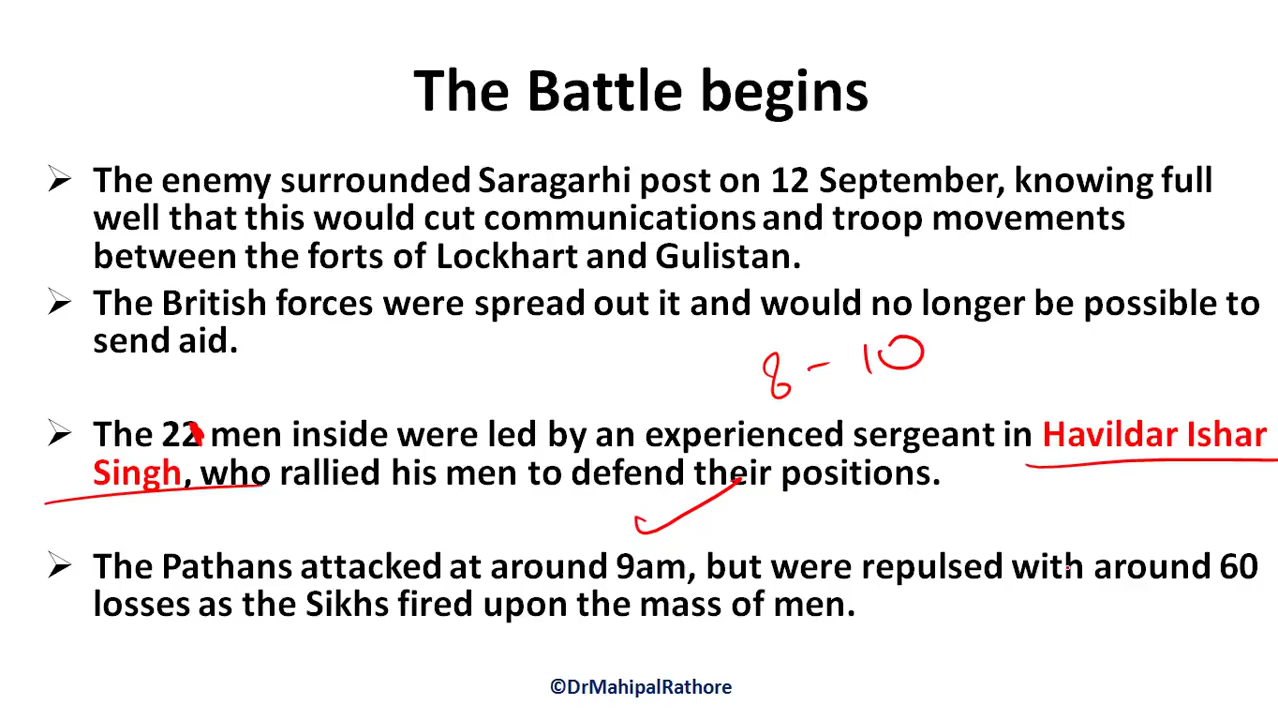 The Battle begins
➢ The enemy surrounded Saragarhi post on 12 September, knowing full
well that this would cut communications and troop movements
between the forts of Lockhart and Gulistan.
➢ The British forces were spread out it and would no longer be possible to
send aid.
8 - 10
➢ The 22 men inside were led by an experienced sergeant in Havildar Ishar
Singh, who rallied his men to defend their positions.
➢ The Pathans attacked at around 9am, but were repulsed with around 60
losses as the Sikhs fired upon the mass of men.
©DrMahipalRathore